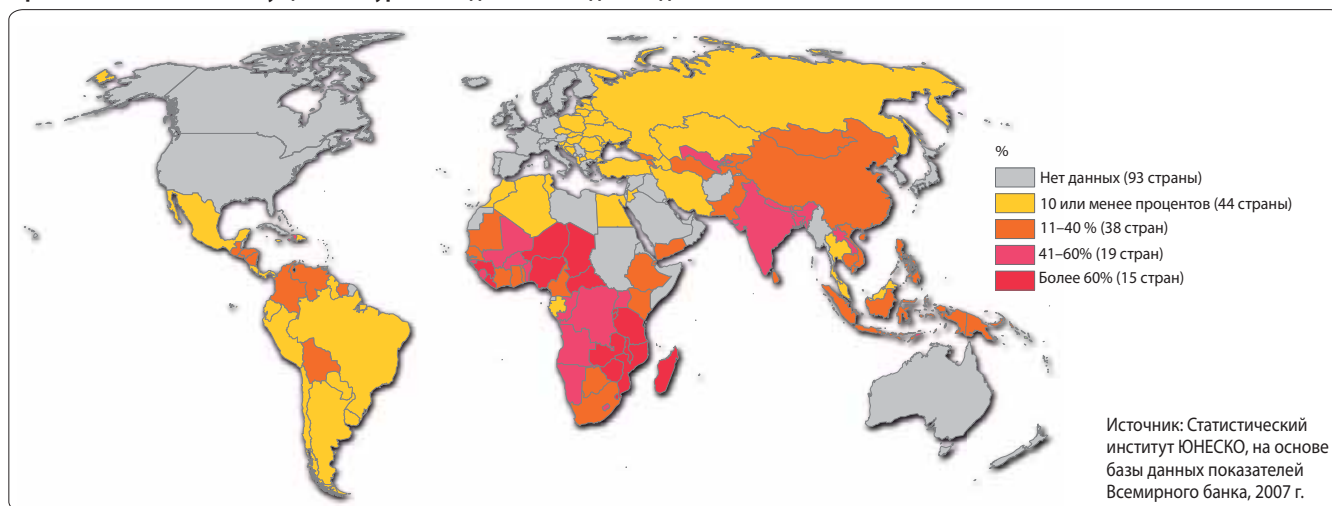 %
Нет данных (93 страны)
10 или менее процентов (44 страны)
11–40 % (38 стран)
41–60% (19 стран)
Более 60% (15 стран)
Источник: Статистический
институт ЮНЕСКО, на основе
базы данных показателей
Всемирного банка, 2007 г.